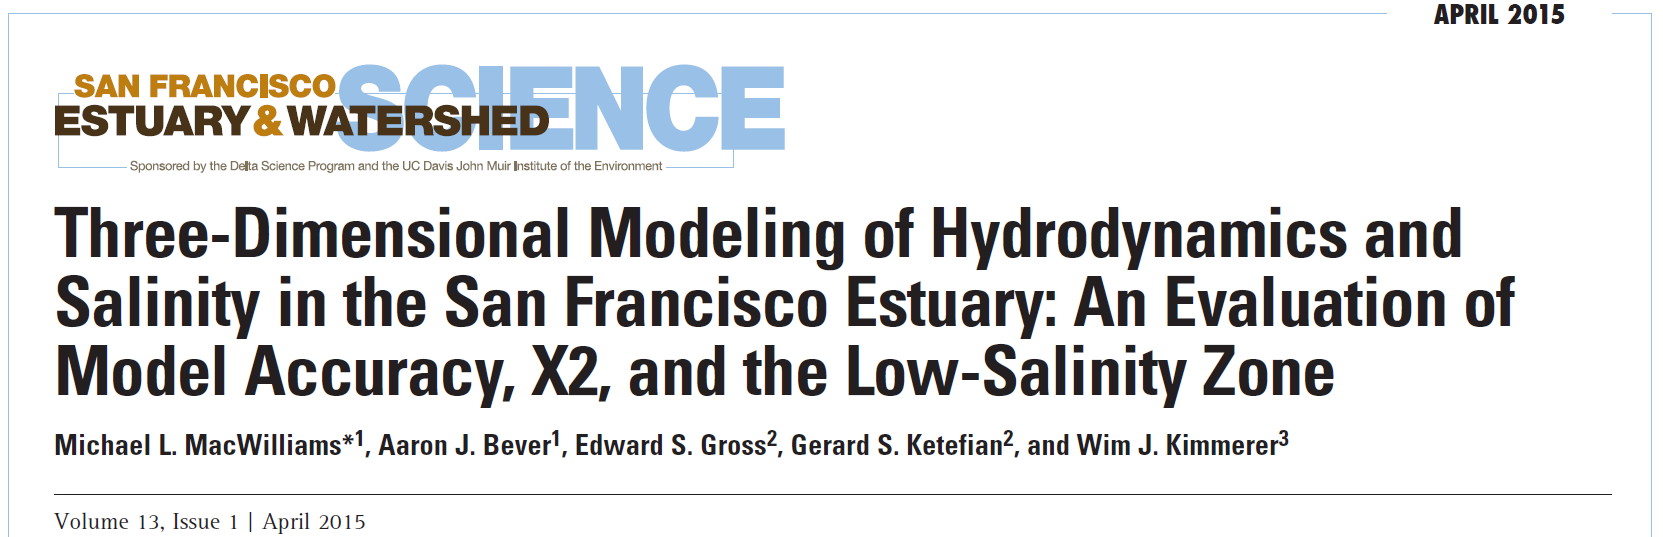 APRIL 2015
SAN FRANCISCO
ESTUARY & WATERSHED SCIENCE
Sponsored by the Delta Science Program and the UC Davis John Muir Institute of the Environment
Three-Dimensional Modeling of Hydrodynamics and
Salinity in the San Francisco Estuary: An Evaluation of
Model Accuracy, X2, and the Low-Salinity Zone
Michael L. MacWilliams*1, Aaron J. Bever1, Edward S. Gross2, Gerard S. Ketefian2, and Wim J. Kimmerer3
Volume 13, Issue 1 | April 2015